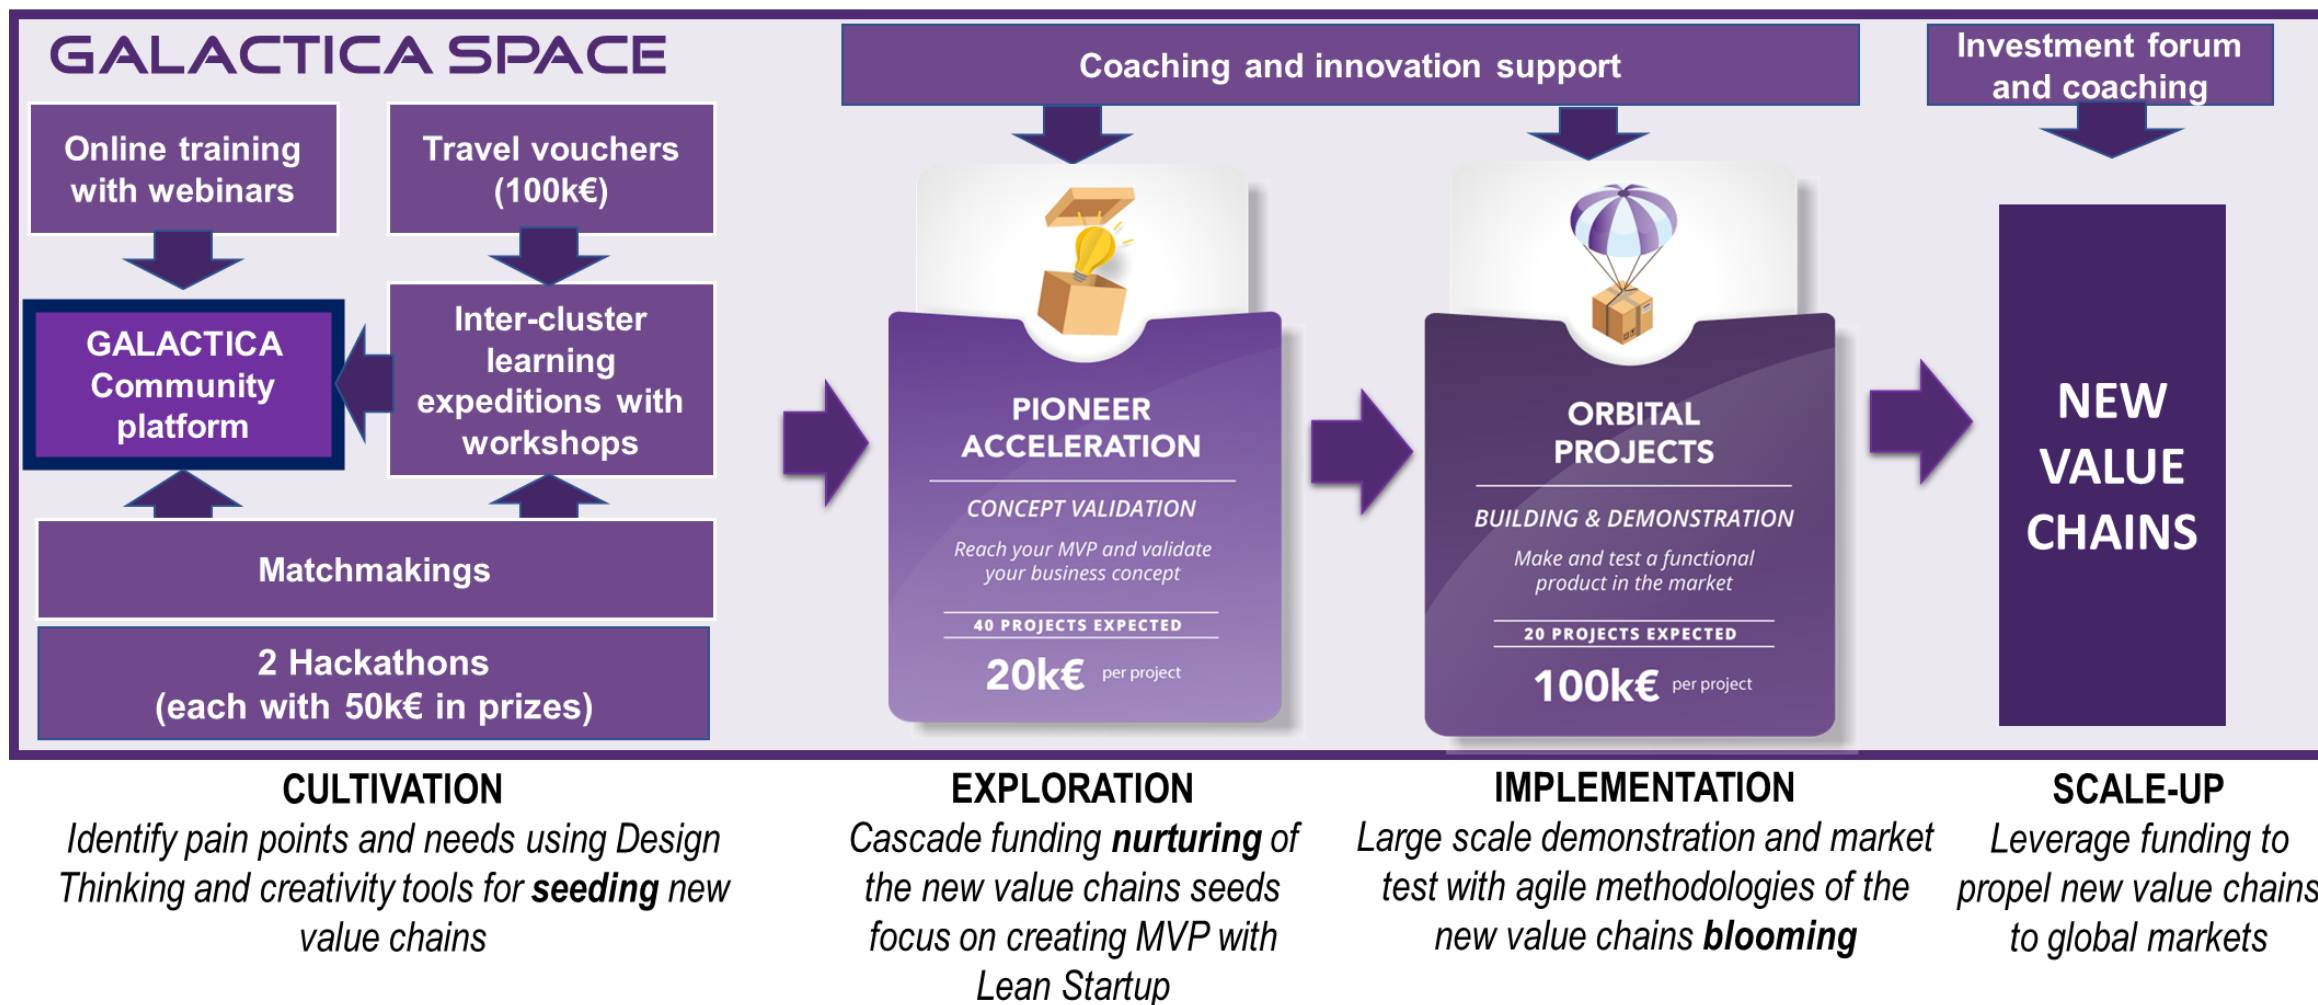 GALACTICA SPACE
Online training
with webinars
Travel vouchers
(100k€)
GALACTICA
Community
platform
Inter-cluster
learning
expeditions with
workshops
Matchmakings
2 Hackathons
(each with 50k€ in prizes)
Coaching and innovation support
PIONEER
ACCELERATION
CONCEPT VALIDATION
Reach your MVP and validate
your business concept
40 PROJECTS EXPECTED
20k€ per project
ORBITAL
PROJECTS
BUILDING & DEMONSTRATION
Make and test a functional
product in the market
20 PROJECTS EXPECTED
100k€ per project
Investment forum
and coaching
NEW
VALUE
CHAINS
CULTIVATION
Identify pain points and needs using Design
Thinking and creativity tools for seeding new
value chains
EXPLORATION
Cascade funding nurturing of
the new value chains seeds
focus on creating MVP with
Lean Startup
IMPLEMENTATION
Large scale demonstration and market
test with agile methodologies of the
new value chains blooming
SCALE-UP
Leverage funding to
propel new value chains
to global markets